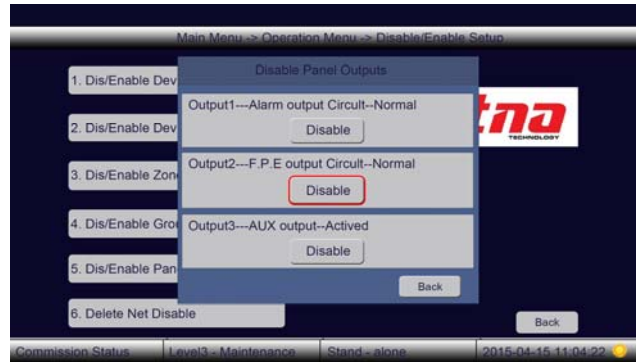 Main Menu -> Operation Menu -> Disable/Enable Setup
Disable Panel Outputs
1. Dis/Enable Dev
Output1---Alarm output Circult--Normal
Disable
2. Dis/Enable Dev
TECHNOLOGY
Output2---F.P.E output Circult--Normal
3. Dis/Enable Zon
Disable
4. Dis/Enable Gro
Output3---AUX output--Actived
Disable
5. Dis/Enable Pan
Back
6. Delete Net Disable
Back
Commission Status
Level3 - Maintenance
Stand - alone
2015-04-15 11:04:22